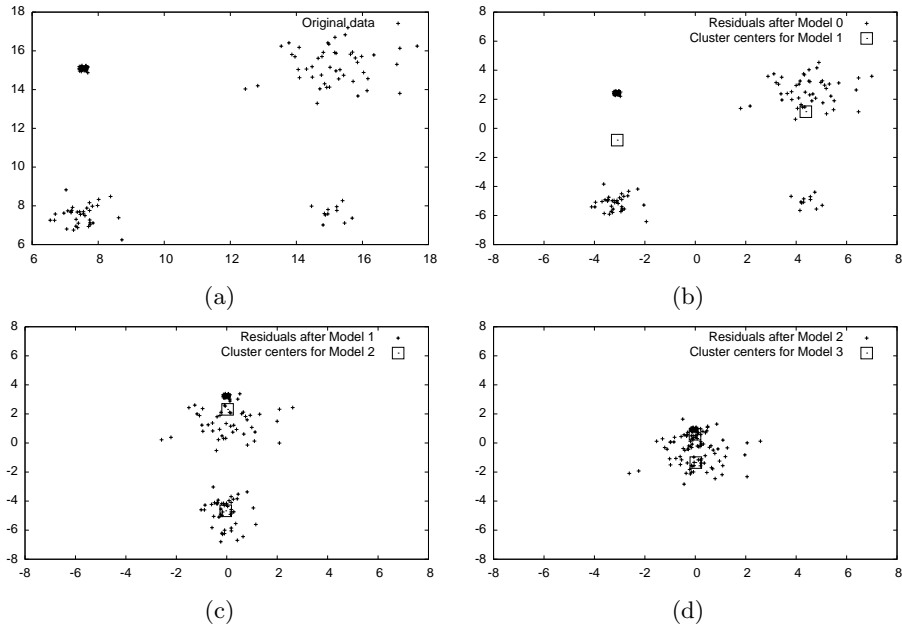 18
16
14
12
10
8
6
6 8 10 12 14 16 18
Original data
(a)
8
6
4
2
0
-2
-4
-6
-8
-8 -6 -4 -2 0 2 4 6 8
Residuals after Model 0
Cluster centers for Model 1
(b)
8
6
4
2
0
-2
-4
-6
-8
-8 -6 -4 -2 0 2 4 6 8
Residuals after Model 1
Cluster centers for Model 2
(c)
8
6
4
2
0
-2
-4
-6
-8
-8 -6 -4 -2 0 2 4 6 8
Residuals after Model 2
Cluster centers for Model 3
(d)